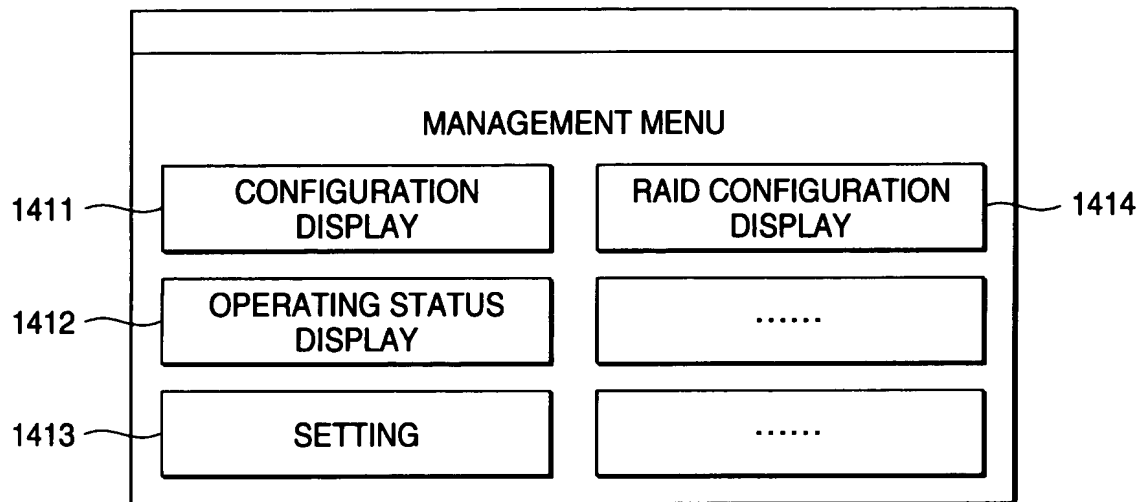 MANAGEMENT MENU
1411
CONFIGURATION
DISPLAY
RAID CONFIGURATION
DISPLAY
1414
1412
OPERATING STATUS
DISPLAY
......
1413
SETTING
......